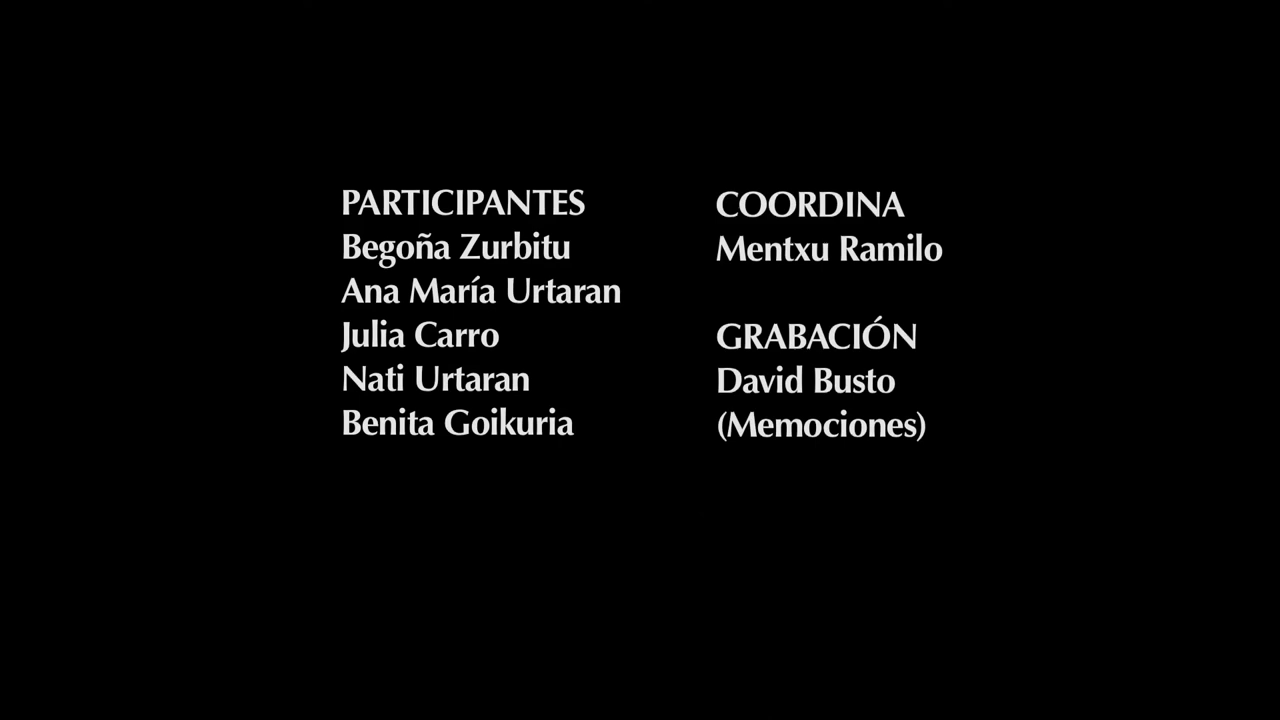 PARTICIPANTES
Begoña Zurbitu
Ana María Urtaran
Julia Carro
Nati Urtaran
Benita Goikuria
COORDINA
Mentxu Ramilo
GRABACIÓN
David Busto
(Memociones)